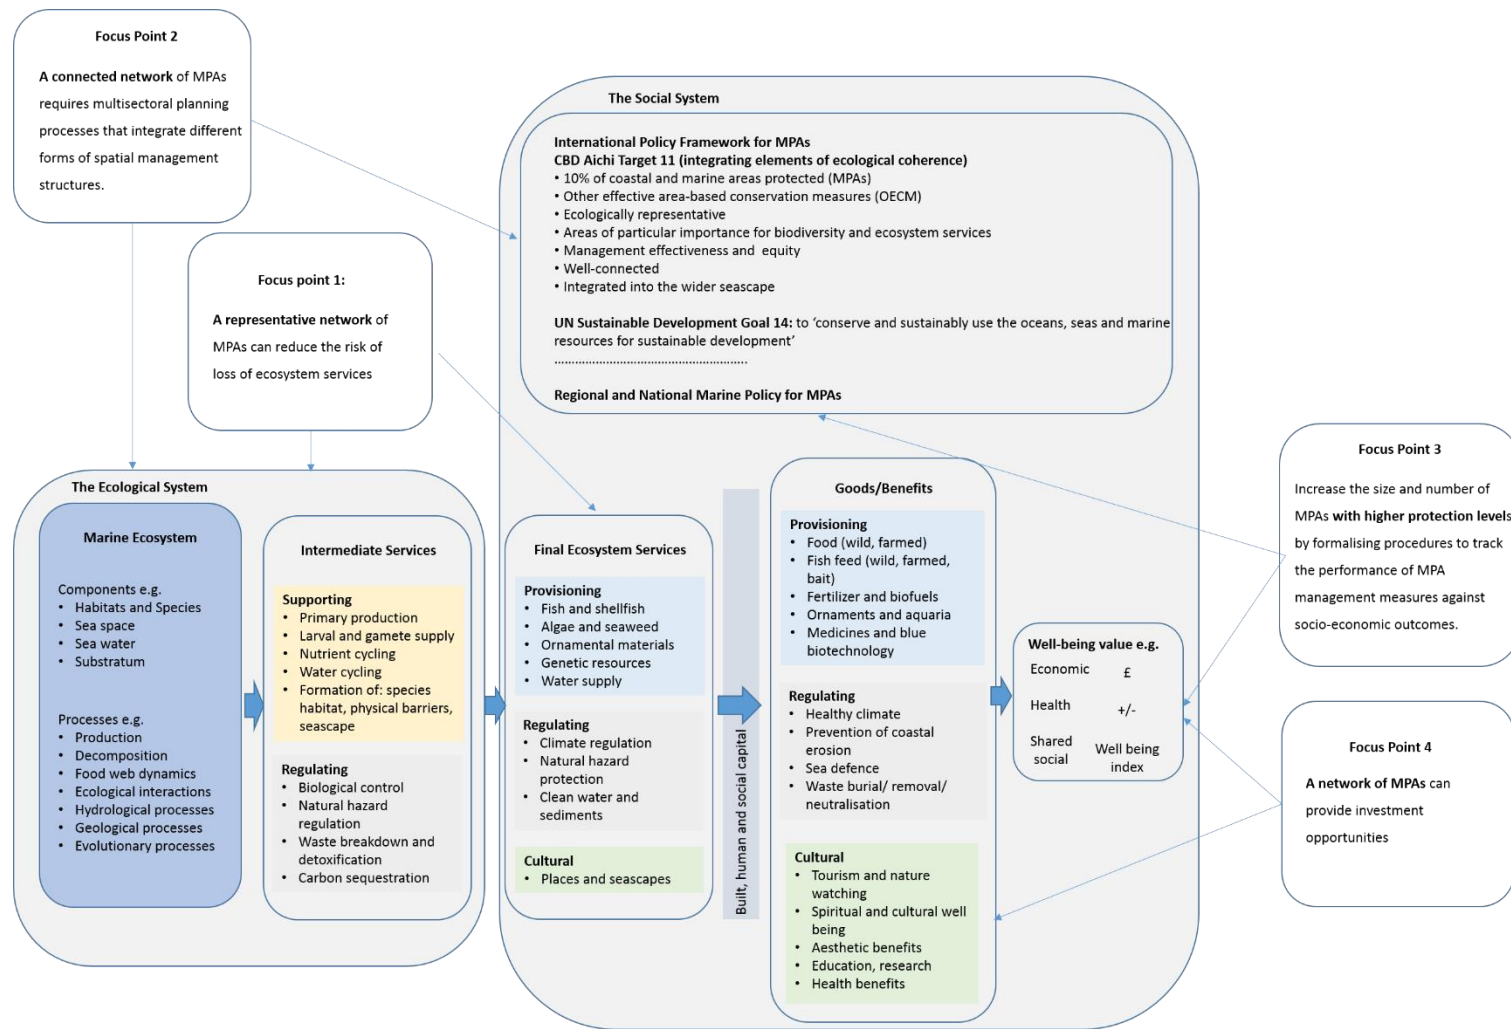 Focus Point 2
A connected network of MPAs
requires multisectoral planning
processes that integrate different
forms of spatial management
structures.
Focus point 1:
A representative network of
MPAs can reduce the risk of
loss of ecosystem services
The Social System
International Policy Framework for MPAs
CBD Aichi Target 11 (integrating elements of ecological coherence)
• 10% of coastal and marine areas protected (MPAs)
• Other effective area-based conservation measures (OECM)
• Ecologically representative
• Areas of particular importance for biodiversity and ecosystem services
• Management effectiveness and equity
• Well-connected
• Integrated into the wider seascape
UN Sustainable Development Goal 14: to ‘conserve and sustainably use the oceans, seas and marine
resources for sustainable development’
........................................................
Regional and National Marine Policy for MPAs
The Ecological System
Marine Ecosystem
Components e.g.
• Habitats and Species
• Sea space
• Sea water
• Substratum
Processes e.g.
• Production
• Decomposition
• Food web dynamics
• Ecological interactions
• Hydrological processes
• Geological processes
• Evolutionary processes
Intermediate Services
Supporting
• Primary production
• Larval and gamete supply
• Nutrient cycling
• Water cycling
• Formation of: species
habitat, physical barriers,
seascape
Regulating
• Biological control
• Natural hazard
regulation
• Waste breakdown and
detoxification
• Carbon sequestration
Final Ecosystem Services
Provisioning
• Fish and shellfish
• Algae and seaweed
• Ornamental materials
• Genetic resources
• Water supply
Regulating
• Climate regulation
• Natural hazard
protection
• Clean water and
sediments
Cultural
• Places and seascapes
Built, human and social capital
Goods/Benefits
Provisioning
• Food (wild, farmed)
• Fish feed (wild, farmed,
bait)
• Fertilizer and biofuels
• Ornaments and aquaria
• Medicines and blue
biotechnology
Regulating
• Healthy climate
• Prevention of coastal
erosion
• Sea defence
• Waste burial/ removal/
neutralisation
Cultural
• Tourism and nature
watching
• Spiritual and cultural well
being
• Aesthetic benefits
• Education, research
• Health benefits
Well-being value e.g.
Economic £
Health +/-
Shared
social
Well being
index
Focus Point 3
Increase the size and number of
MPAs with higher protection levels
by formalising procedures to track
the performance of MPA
management measures against
socio-economic outcomes.
Focus Point 4
A network of MPAs can
provide investment
opportunities